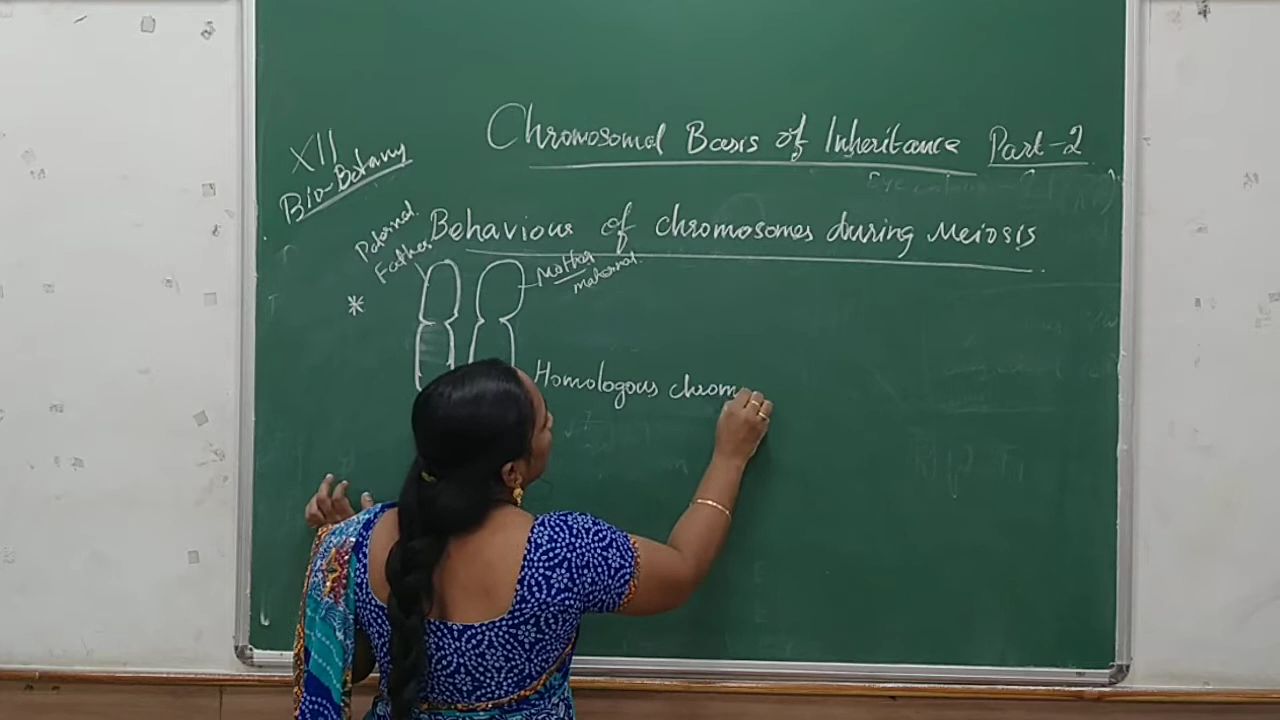 Chromosomal Basis of Inheritance Part-2
XII
Bio-Botany
Behaviour of chromosomes during Meiosis
Paternal
Father
Mother
maternal
*
Homologous chrom